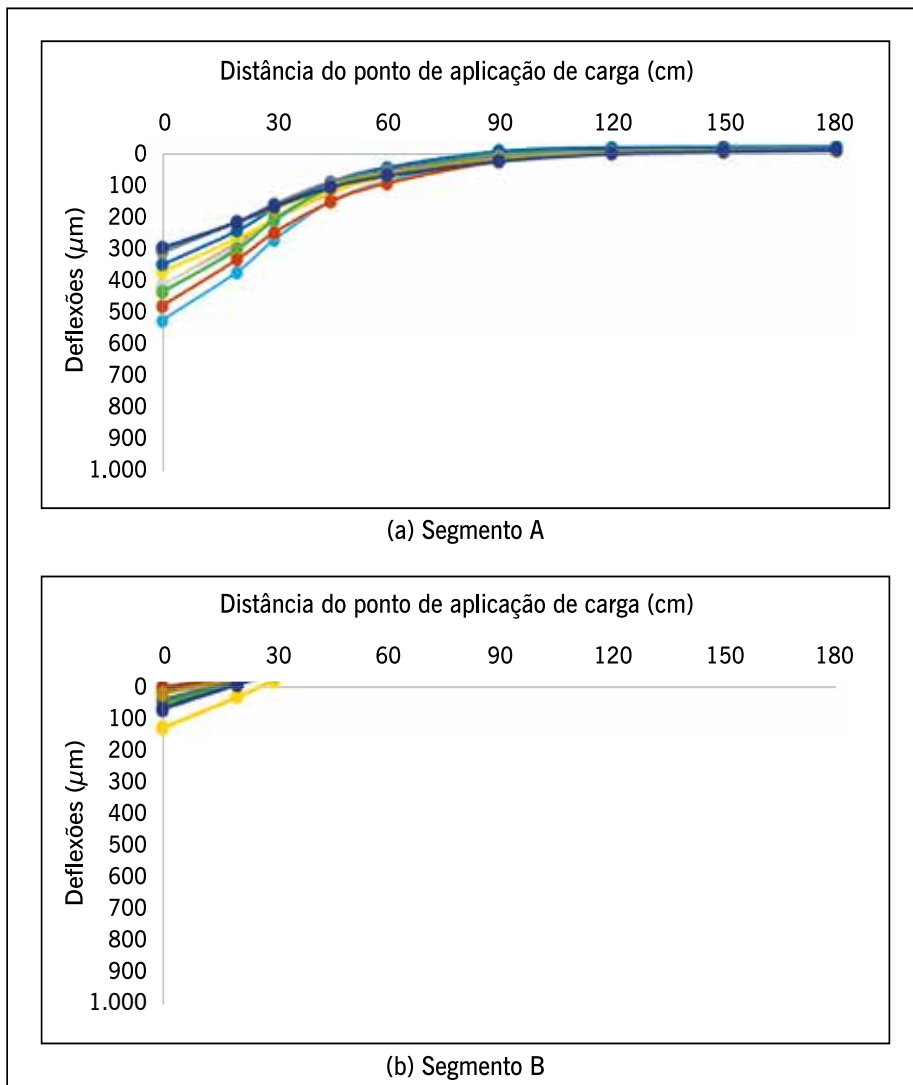 Distância do ponto de aplicação de carga (cm)
0 30 60 90 120 150 180
Deflexões (µm)
0
100
200
300
400
500
600
700
800
900
1.000
(a) Segmento A
Distância do ponto de aplicação de carga (cm)
0 30 60 90 120 150 180
Deflexões (µm)
0
100
200
300
400
500
600
700
800
900
1.000
(b) Segmento B